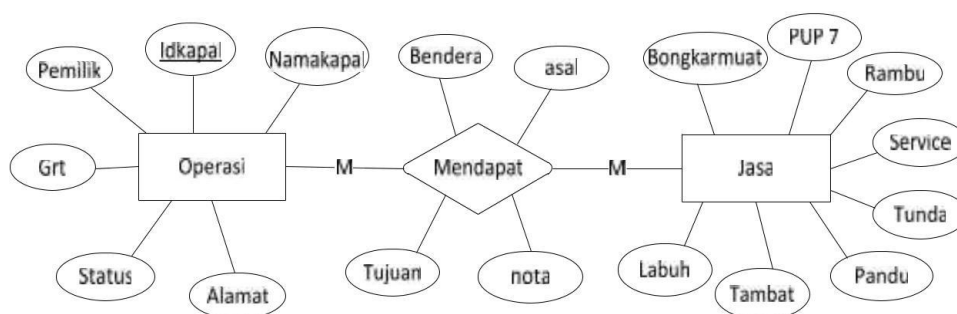 Pemilik
Idkapal
Namakapal
Bendera
asal
Bongkarmuat
PUP 7
Rambu
Grt
Operasi
M
Mendapat
M
Jasa
Service
Tunda
Status
Alamat
Tujuan
nota
Labuh
Tambat
Pandu